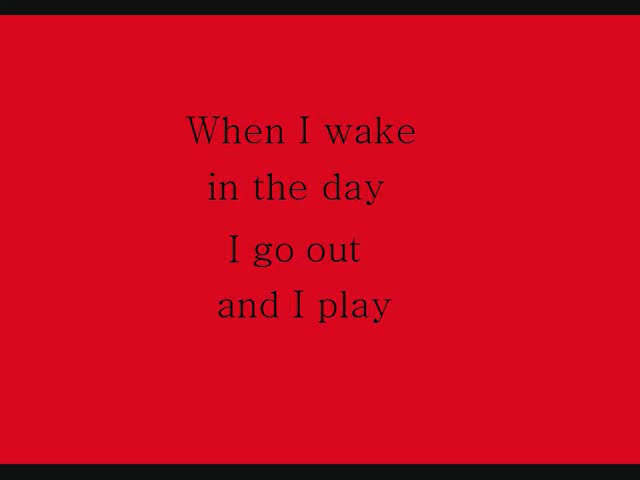 When I wake
in the day
I go out
and I play